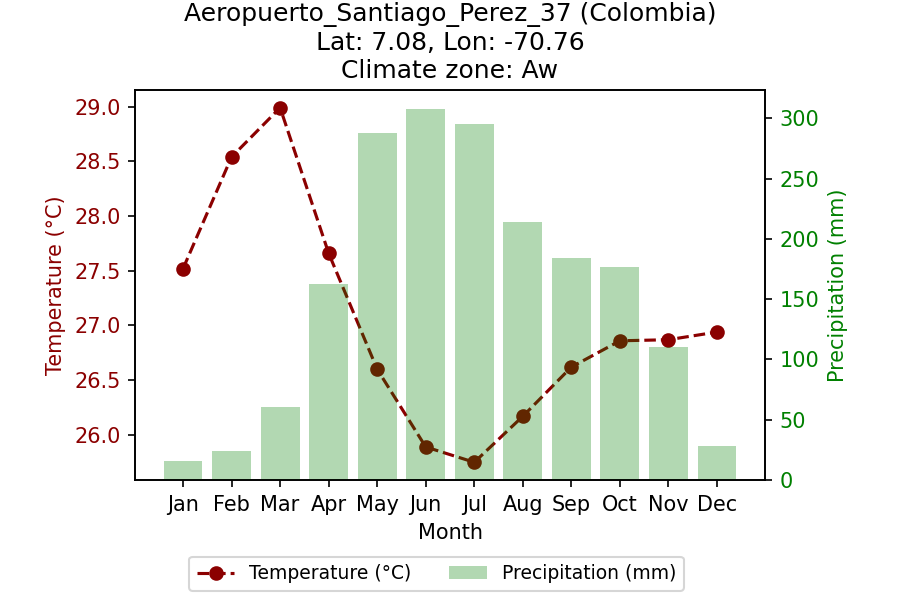 Aeropuerto_Santiago_Perez_37 (Colombia)
Lat: 7.08, Lon: -70.76
Climate zone: Aw
Temperature (°C)
29.0
28.5
28.0
27.5
27.0
26.5
26.0
300
250
200
150
100
50
0
Precipitation (mm)
Jan Feb Mar Apr May Jun Jul Aug Sep Oct Nov Dec
Month
Temperature (°C) Precipitation (mm)